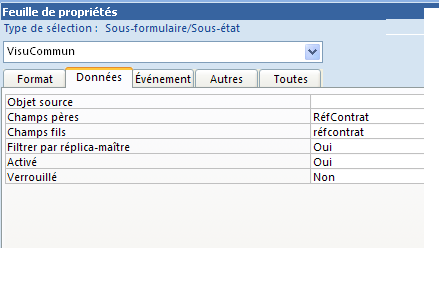 Feuille de propriétés
Type de sélection : Sous-formulaire/Sous-état
VisuCommun
Format Données Événement Autres Toutes
Objet source
Champs pères RéfContrat
Champs fils réfcontrat
Filtrer par réplica-maître Oui
Activé Oui
Verrouillé Non